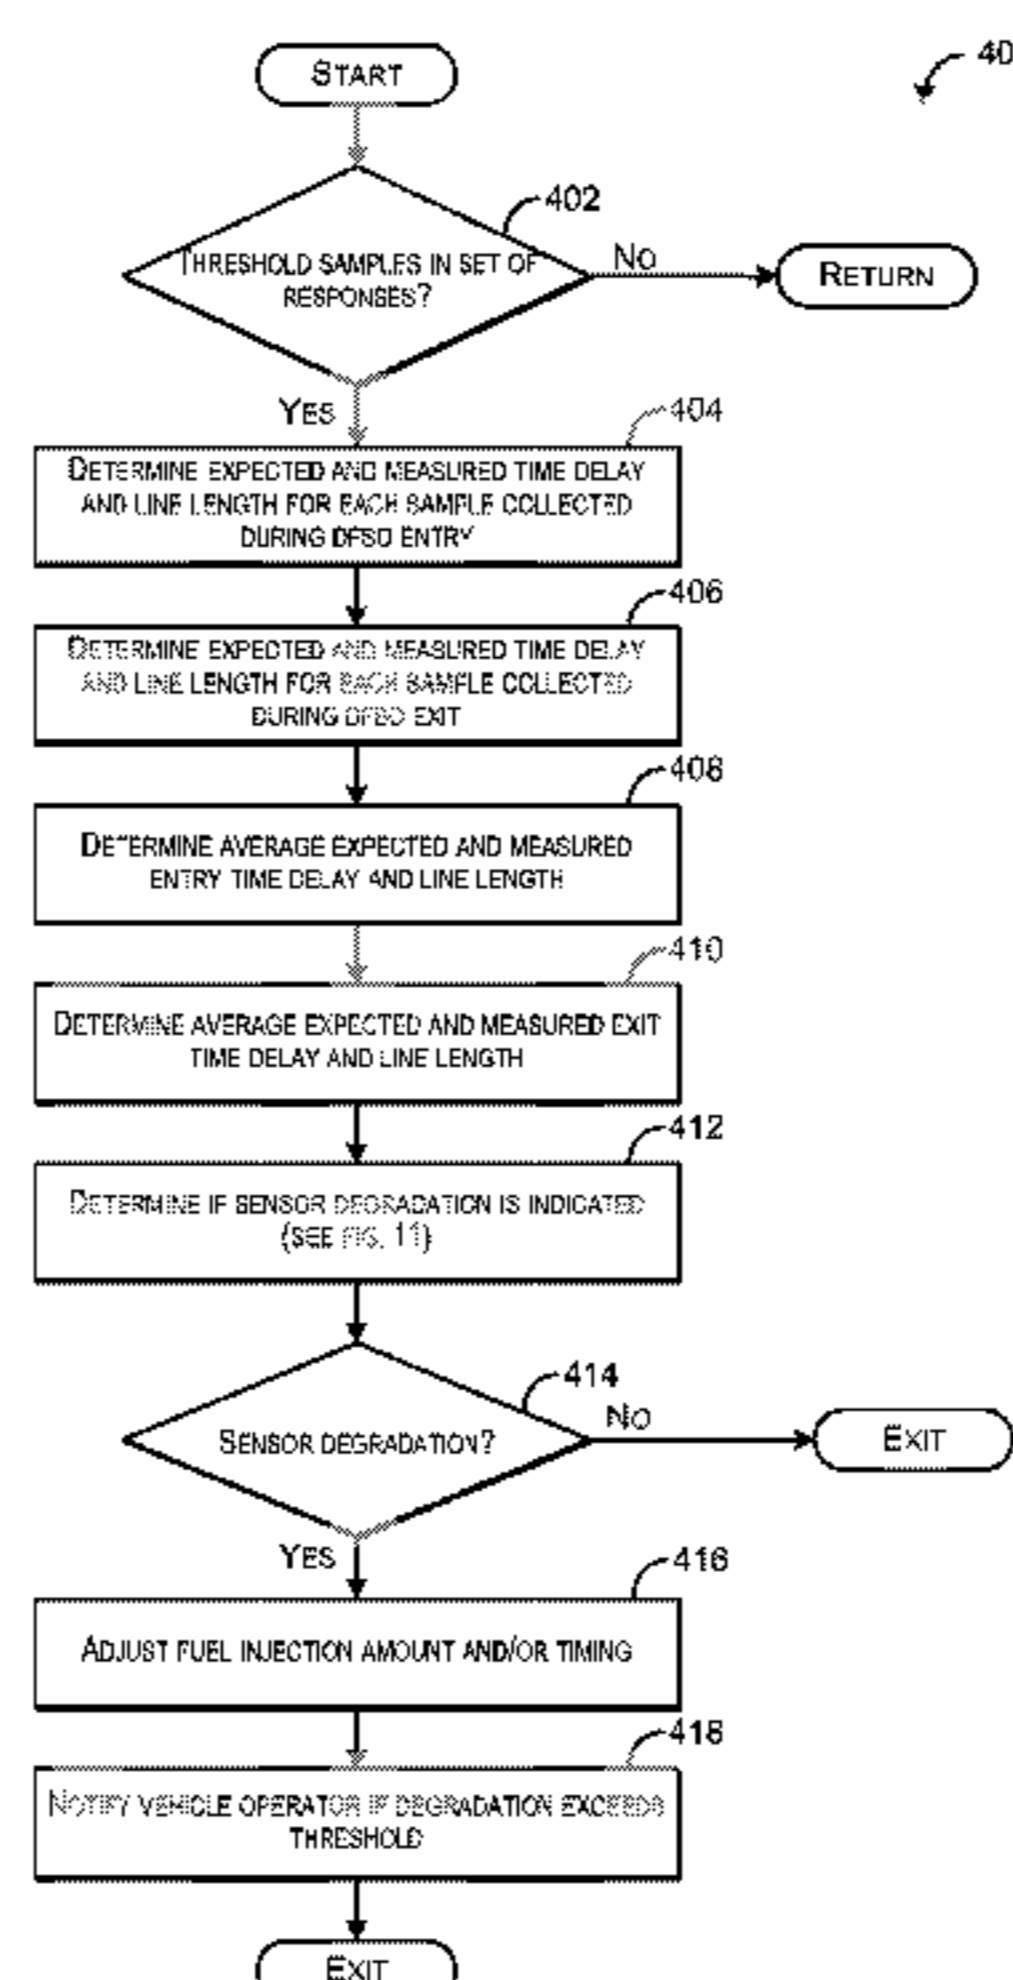 START
40
402
THRESHOLD SAMPLES IN SET OF
RESPONSES?
NO
RETURN
YES
404
DETERMINE EXPECTED AND MEASURED TIME DELAY
AND LINE LENGTH FOR EACH SAMPLE COLLECTED
DURING DFSO ENTRY
406
DETERMINE EXPECTED AND MEASURED TIME DELAY
AND LINE LENGTH FOR EACH SAMPLE COLLECTED
DURING DFSO EXIT
408
DETERMINE AVERAGE EXPECTED AND MEASURED
ENTRY TIME DELAY AND LINE LENGTH
410
DETERMINE AVERAGE EXPECTED AND MEASURED EXIT
TIME DELAY AND LINE LENGTH
412
DETERMINE IF SENSOR DEGRADATION IS INDICATED
(SEE FIG. 11)
414
SENSOR DEGRADATION?
NO
EXIT
YES
416
ADJUST FUEL INJECTION AMOUNT AND/OR TIMING
418
NOTIFY VEHICLE OPERATOR IF DEGRADATION EXCEEDS
THRESHOLD
EXIT